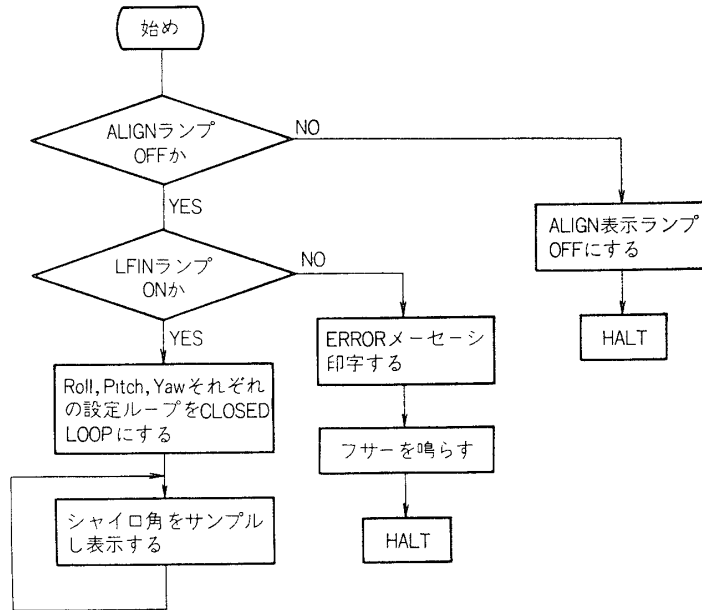 始め
ALIGNランプ
OFFか
NO
YES
ALIGN表示ランプ
OFFにする
HALT
LFINランプ
ONか
NO
YES
ERRORメーセーシ
印字する
フサーを鳴らす
HALT
Roll,Pitch,Yawそれぞれ
の設定ループをCLOSED
LOOPにする
シャイロ角をサンプル
し表示する